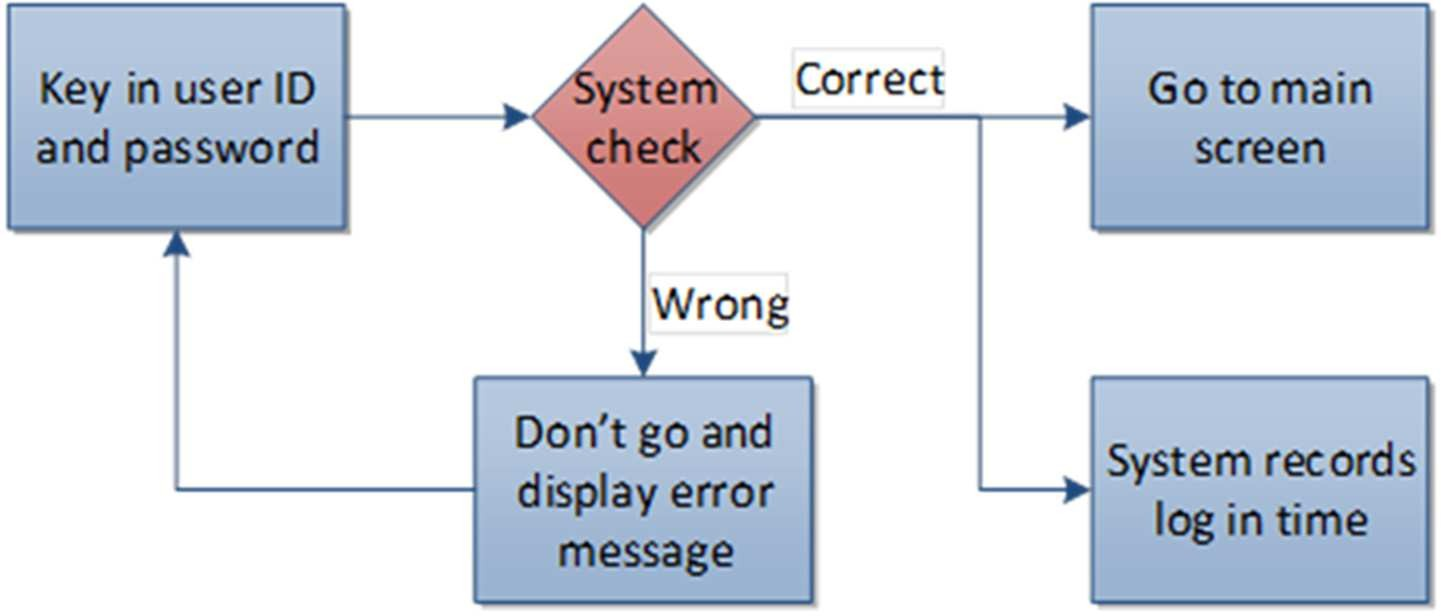 Key in user ID
and password
System
check
Correct
Go to main
screen
Wrong
Don’t go and
display error
message
System records
log in time